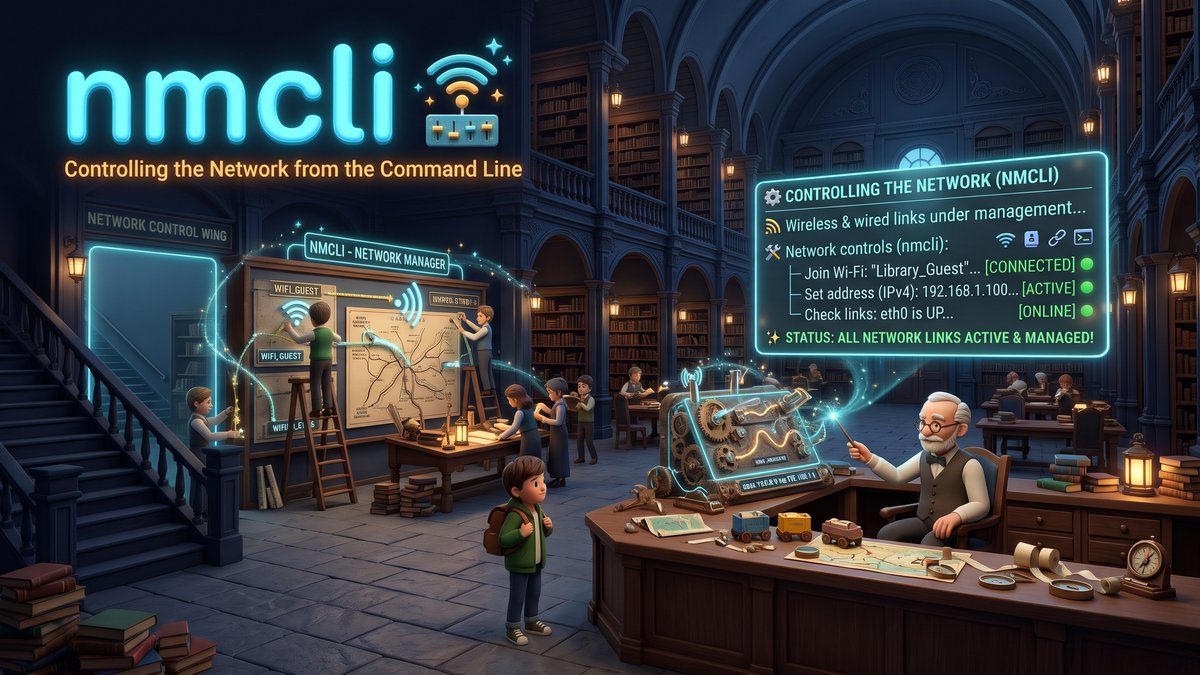 nmcli
Controlling the Network from the Command Line
NETWORK CONTROL WING
NMCLI - NETWORK MANAGER
WIFI_GUEST
WIFI_GUEST
CONTROLLING THE NETWORK (NMCLI)
Wireless & wired links under management...
Network controls (nmcli):
Join Wi-Fi: "Library_Guest"... [CONNECTED]
Set address (IPv4): 192.168.1.100... [ACTIVE]
Check links: eth0 is UP... [ONLINE]
STATUS: ALL NETWORK LINKS ACTIVE & MANAGED!